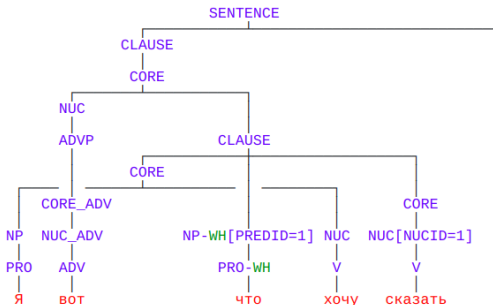 SENTENCE
CLAUSE
CORE
NUC
ADVP CLAUSE
CORE
CORE_ADV CORE
NP NUC_ADV NP-WH[PREDID=1] NUC NUC[NUCID=1]
PRO ADV PRO-WH V V
Я вот что хочу сказать